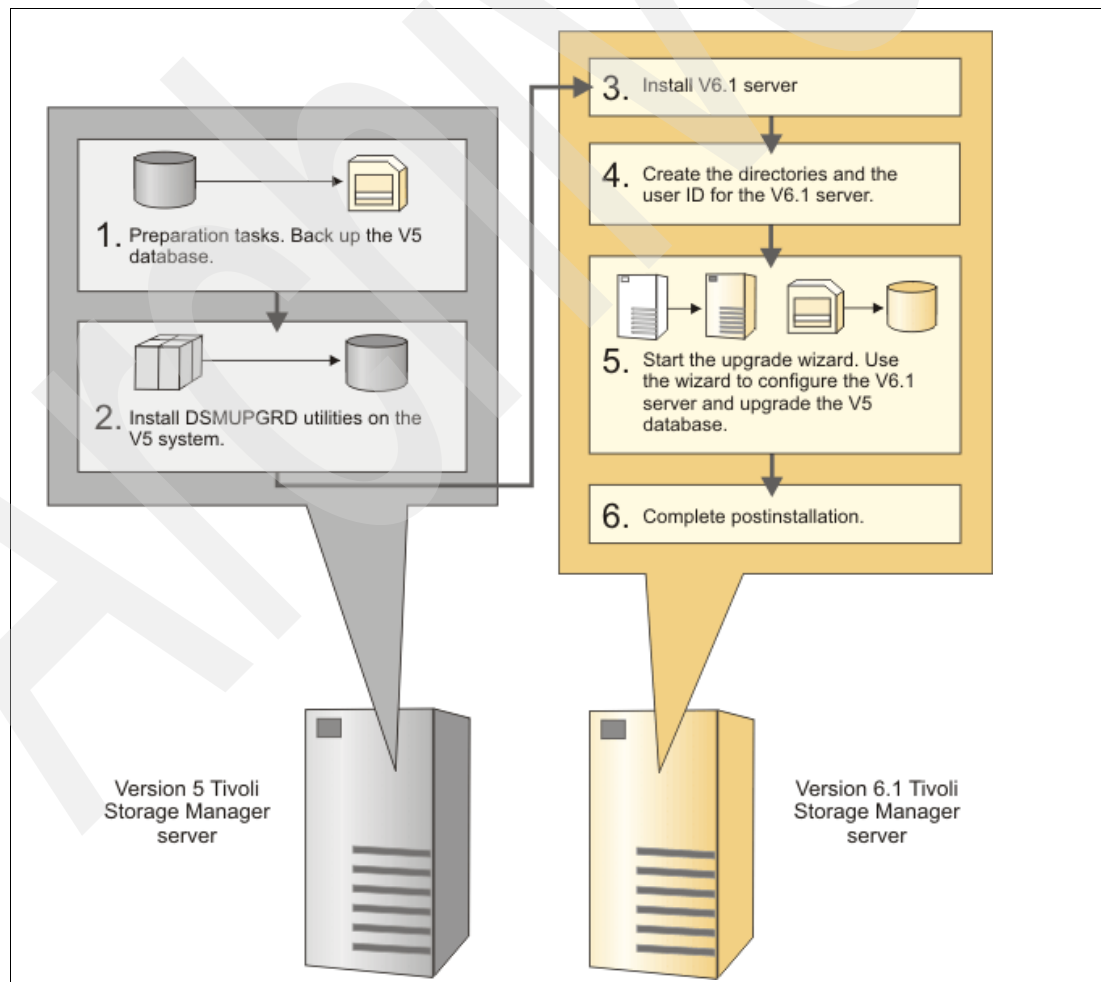 1. Preparation tasks. Back up the V5
database.
2. Install DSMUPGRD utilities on the
V5 system.
3. Install V6.1 server
4. Create the directories and the
user ID for the V6.1 server.
5. Start the upgrade wizard. Use
the wizard to configure the V6.1
server and upgrade the V5
database.
6. Complete postinstallation.
Version 5 Tivoli
Storage Manager
server
Version 6.1 Tivoli
Storage Manager
server